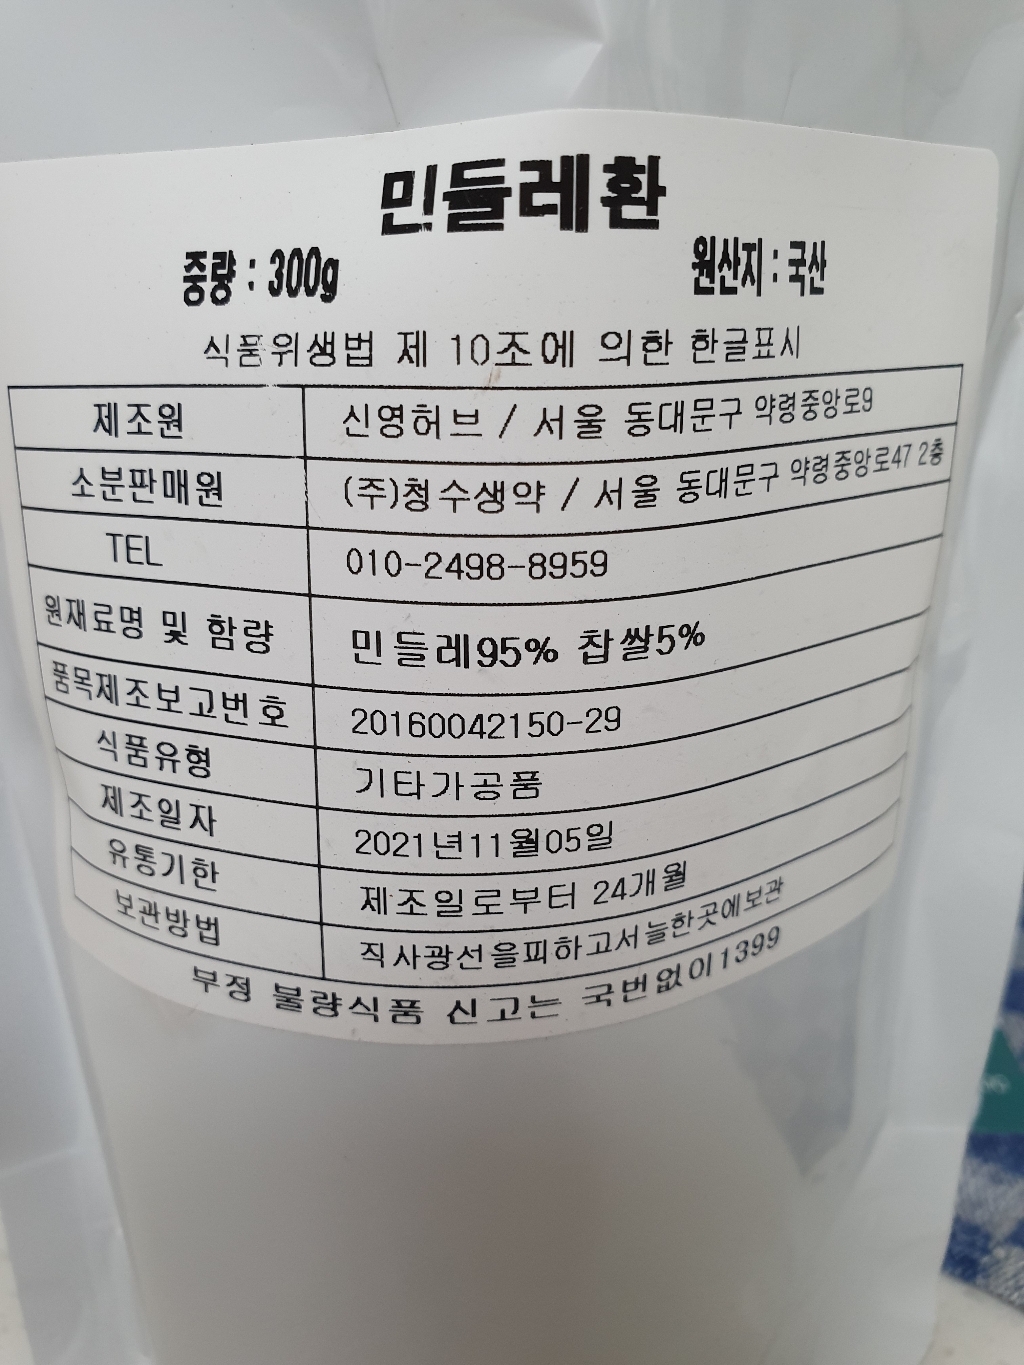 민들레환
중량 : 300g 원산지 : 국산
식품위생법 제 10조에 의한 한글표시
제조원 신영허브 / 서울 동대문구 약령중앙로9
소분판매원 (주)청수생약 / 서울 동대문구 약령중앙로47 2층
TEL 010-2498-8959
원재료명 및 함량 민들레95% 찹쌀5%
품목제조보고번호 20160042150-29
식품유형 기타가공품
제조일자 2021년11월05일
유통기한 제조일로부터 24개월
보관방법 직사광선을피하고서늘한곳에보관
부정 불량식품 신고는 국번없이1399